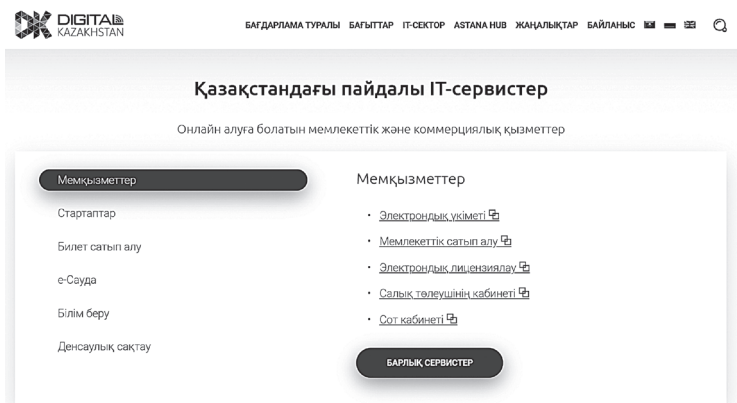 DIGITAL
KAZAKHSTAN
БАҒДАРЛАМА ТУРАЛЫ БАҒЫТТАР IT-СЕКТОР ASTANA HUB ЖАҢАЛЫҚТАР БАЙЛАНЫС
Қазақстандағы пайдалы IT-сервистер
Онлайн алуға болатын мемлекеттік және коммерциялық қызметтер
Мемқызметтер
Стартаптар
Билет сатып алу
е-Сауда
Білім беру
Денсаулық сақтау
Мемқызметтер
• Электрондық үкіметі
• Мемлекеттік сатып алу
• Электрондық лицензиялау
• Салық төлеушінің кабинеті
• Сот кабинеті
БАРЛЫҚ СЕРВИСТЕР